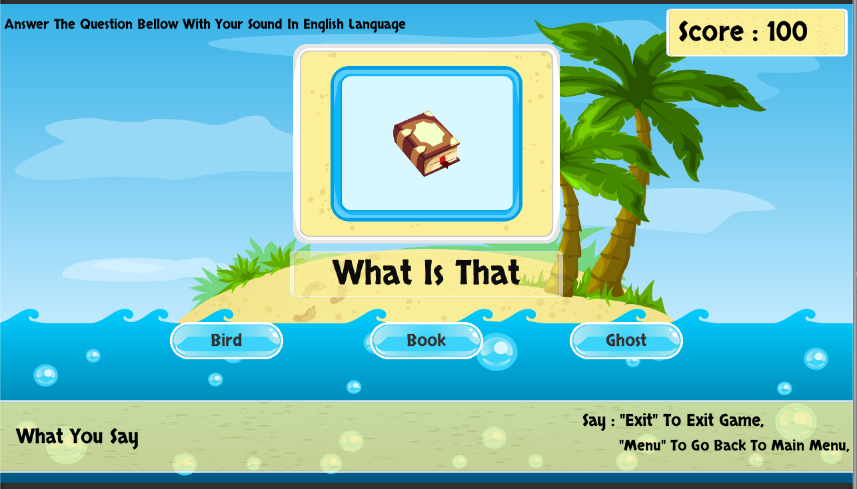 Answer The Question Bellow With Your Sound In English Language
Score : 100
What Is That
Bird
Book
Ghost
What You Say
Say : "Exit" To Exit Game,
"Menu" To Go Back To Main Menu,